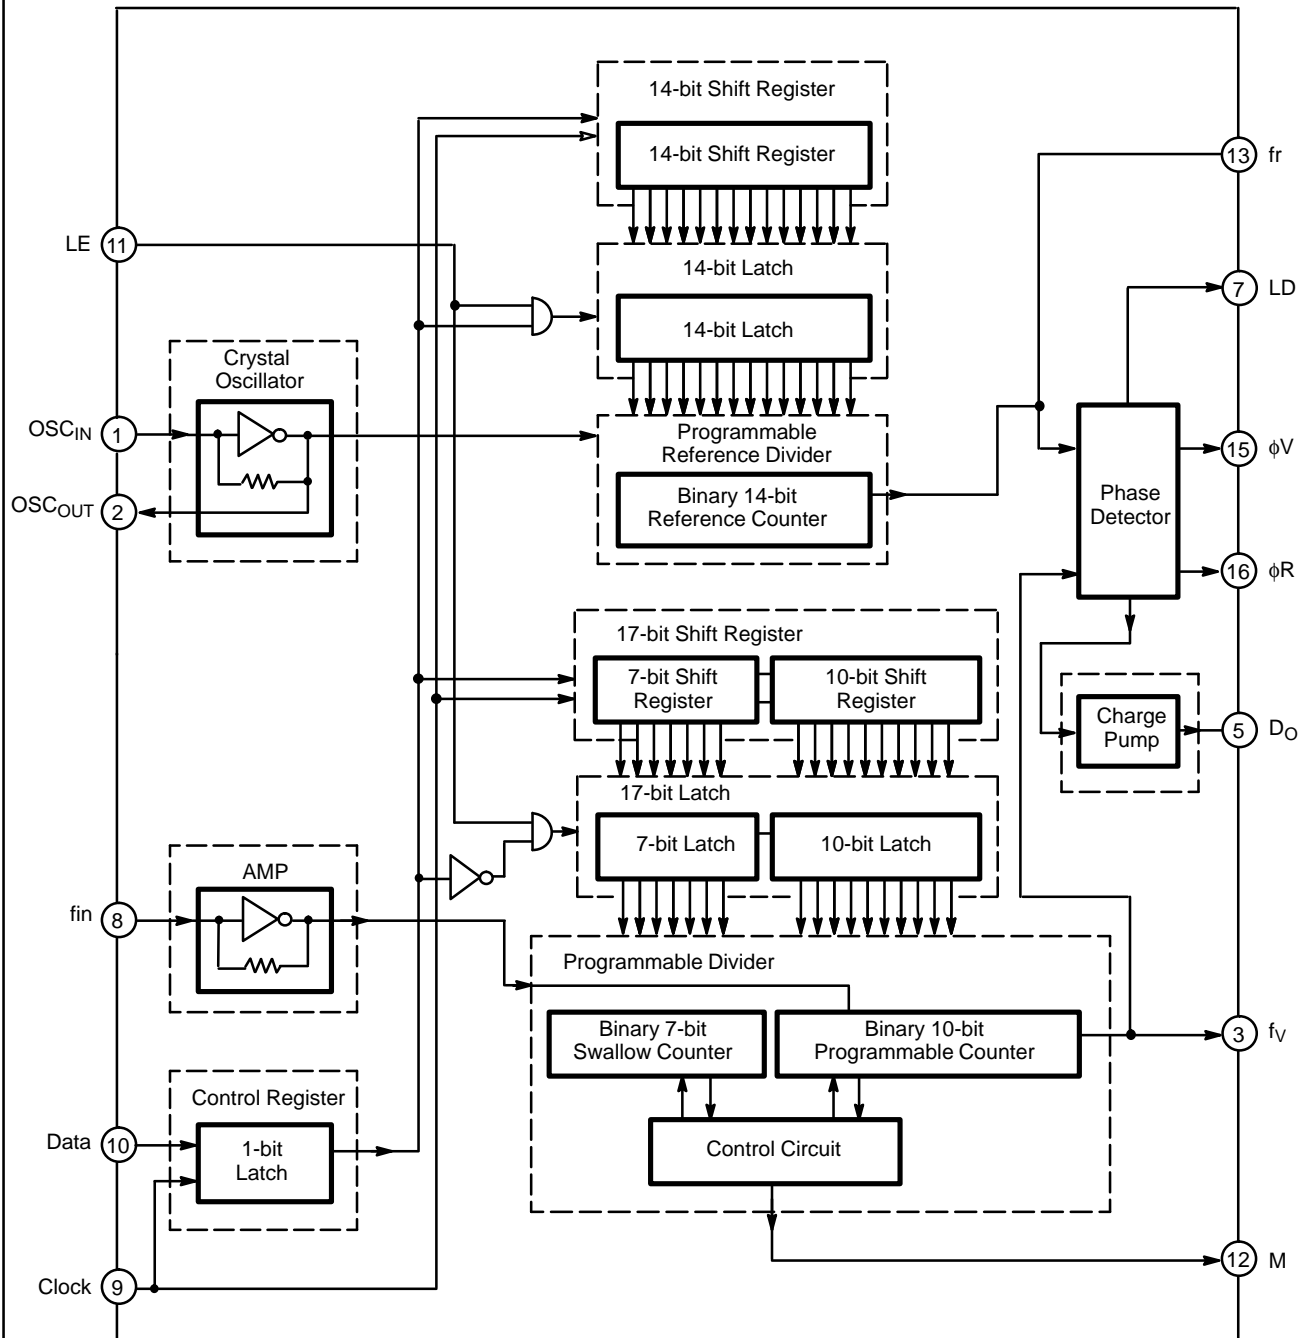 14-bit Shift Register
14-bit Shift Register
13 fr
LE 11
14-bit Latch
7 LD
14-bit Latch
Crystal
Oscillator
OSCIN 1
Programmable
Reference Divider
15 ϕV
Binary 14-bit
Reference Counter
Phase
Detector
OSCOUT 2
16 ϕR
17-bit Shift Register
7-bit Shift
Register
10-bit Shift
Register
Charge
Pump
5 DO
17-bit Latch
7-bit Latch
10-bit Latch
AMP
fin 8
Programmable Divider
Binary 7-bit
Swallow Counter
Binary 10-bit
Programmable Counter
3 fV
Control Register
Data 10
1-bit
Latch
Control Circuit
12 M
Clock 9